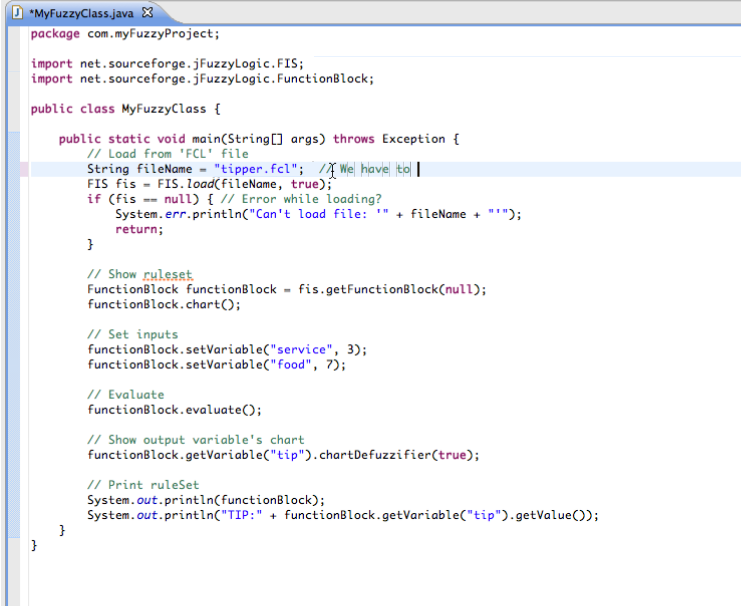 *MyFuzzyClass.java
package com.myFuzzyProject;
import net.sourceforge.jFuzzyLogic.FIS;
import net.sourceforge.jFuzzyLogic.FunctionBlock;
public class MyFuzzyClass {
public static void main(String[] args) throws Exception {
// Load from 'FCL' file
String fileName = "tipper.fcl";  // We have to
FIS fis = FIS.load(fileName, true);
if (fis == null) { // Error while loading?
System.err.println("Can't load file: '" + fileName + "'");
return;
}
// Show ruleset
FunctionBlock functionBlock = fis.getFunctionBlock(null);
functionBlock.chart();
// Set inputs
functionBlock.setVariable("service", 3);
functionBlock.setVariable("food", 7);
// Evaluate
functionBlock.evaluate();
// Show output variable's chart
functionBlock.getVariable("tip").chartDefuzzifier(true);
// Print ruleSet
System.out.println(functionBlock);
System.out.println("TIP:" + functionBlock.getVariable("tip").getValue());
}
}